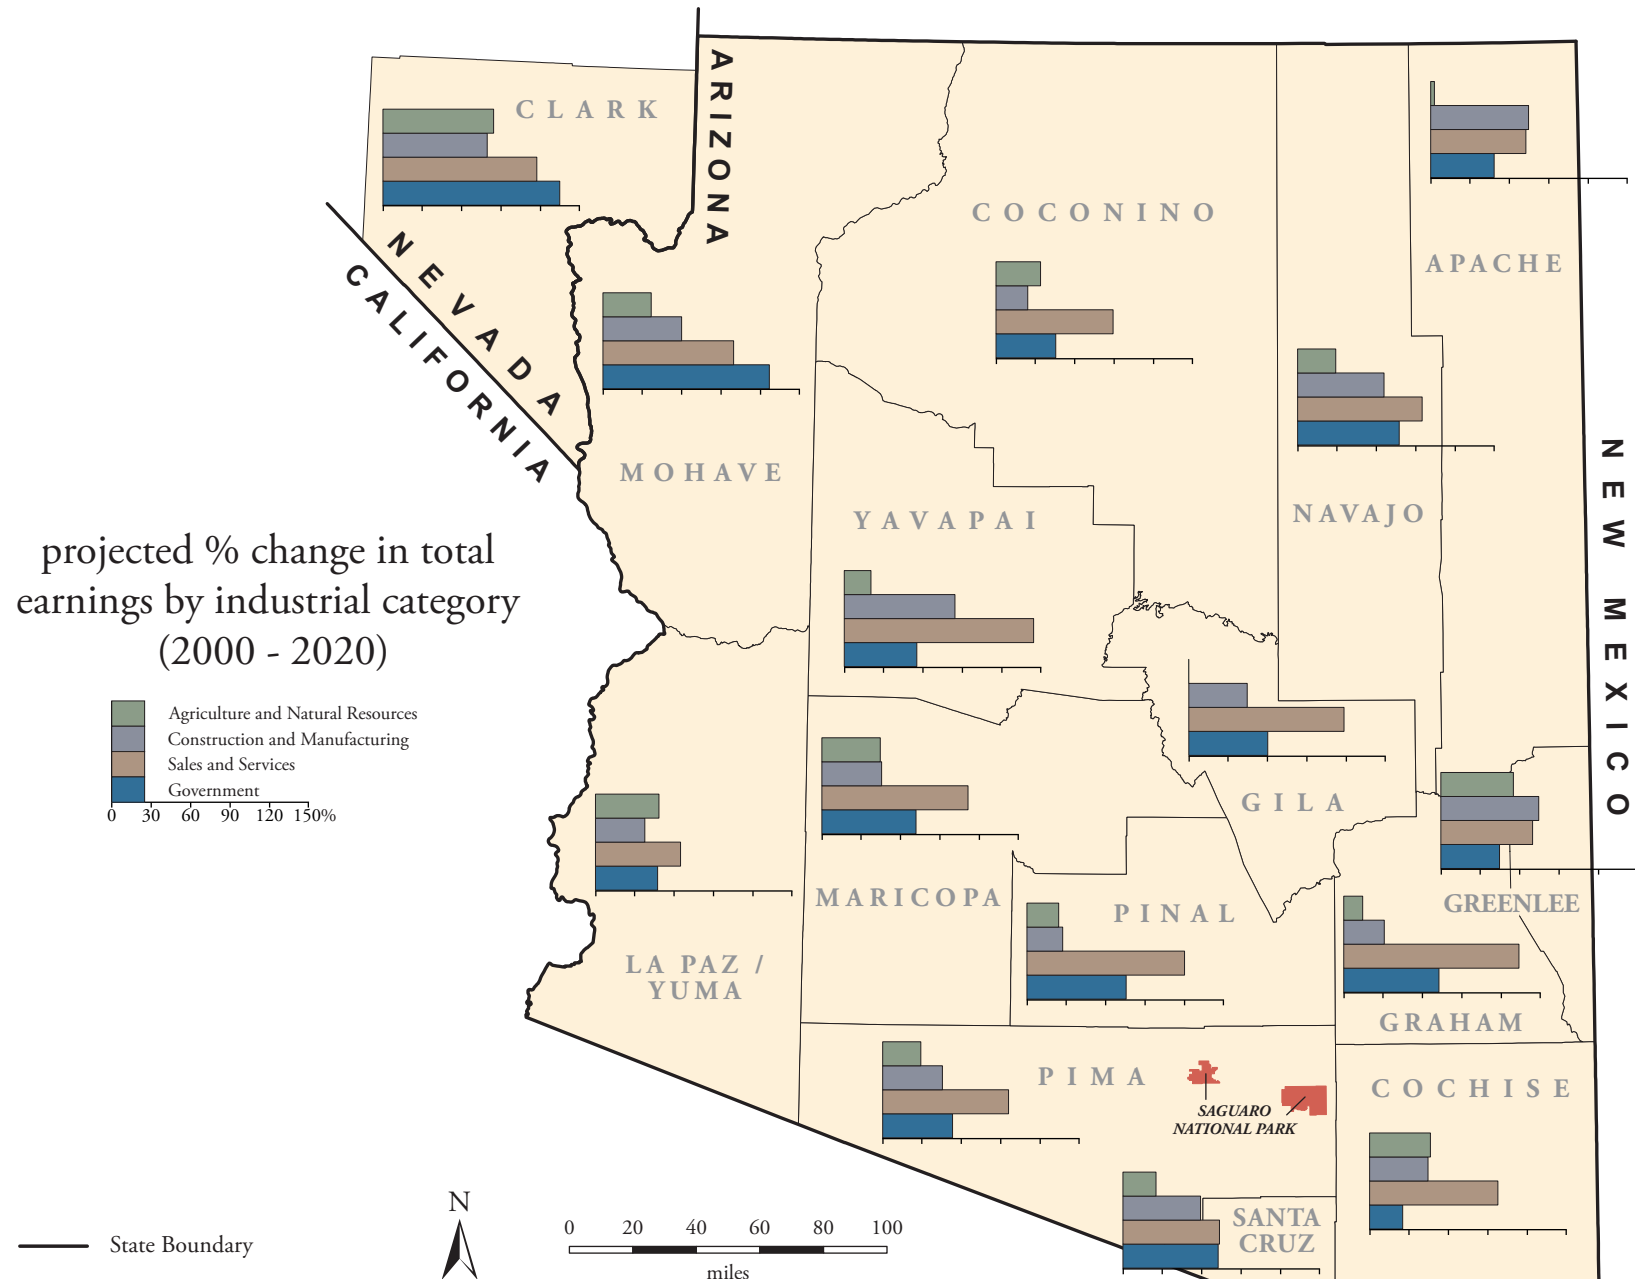 ARIZONA
CLARK
COCONINO
APACHE
NEVADA
CALIFORNIA
NEW MEXICO
MOHAVE
YAVAPAI
NAVAJO
projected % change in total
earnings by industrial category
(2000 - 2020)
Agriculture and Natural Resources
Construction and Manufacturing
Sales and Services
Government
0 30 60 90 120 150%
GILA
MARICOPA
PINAL
GREENLEE
LA PAZ /
YUMA
GRAHAM
PIMA
COCHISE
SAGUARO
NATIONAL PARK
SANTA
CRUZ
State Boundary
N
0 20 40 60 80 100
miles